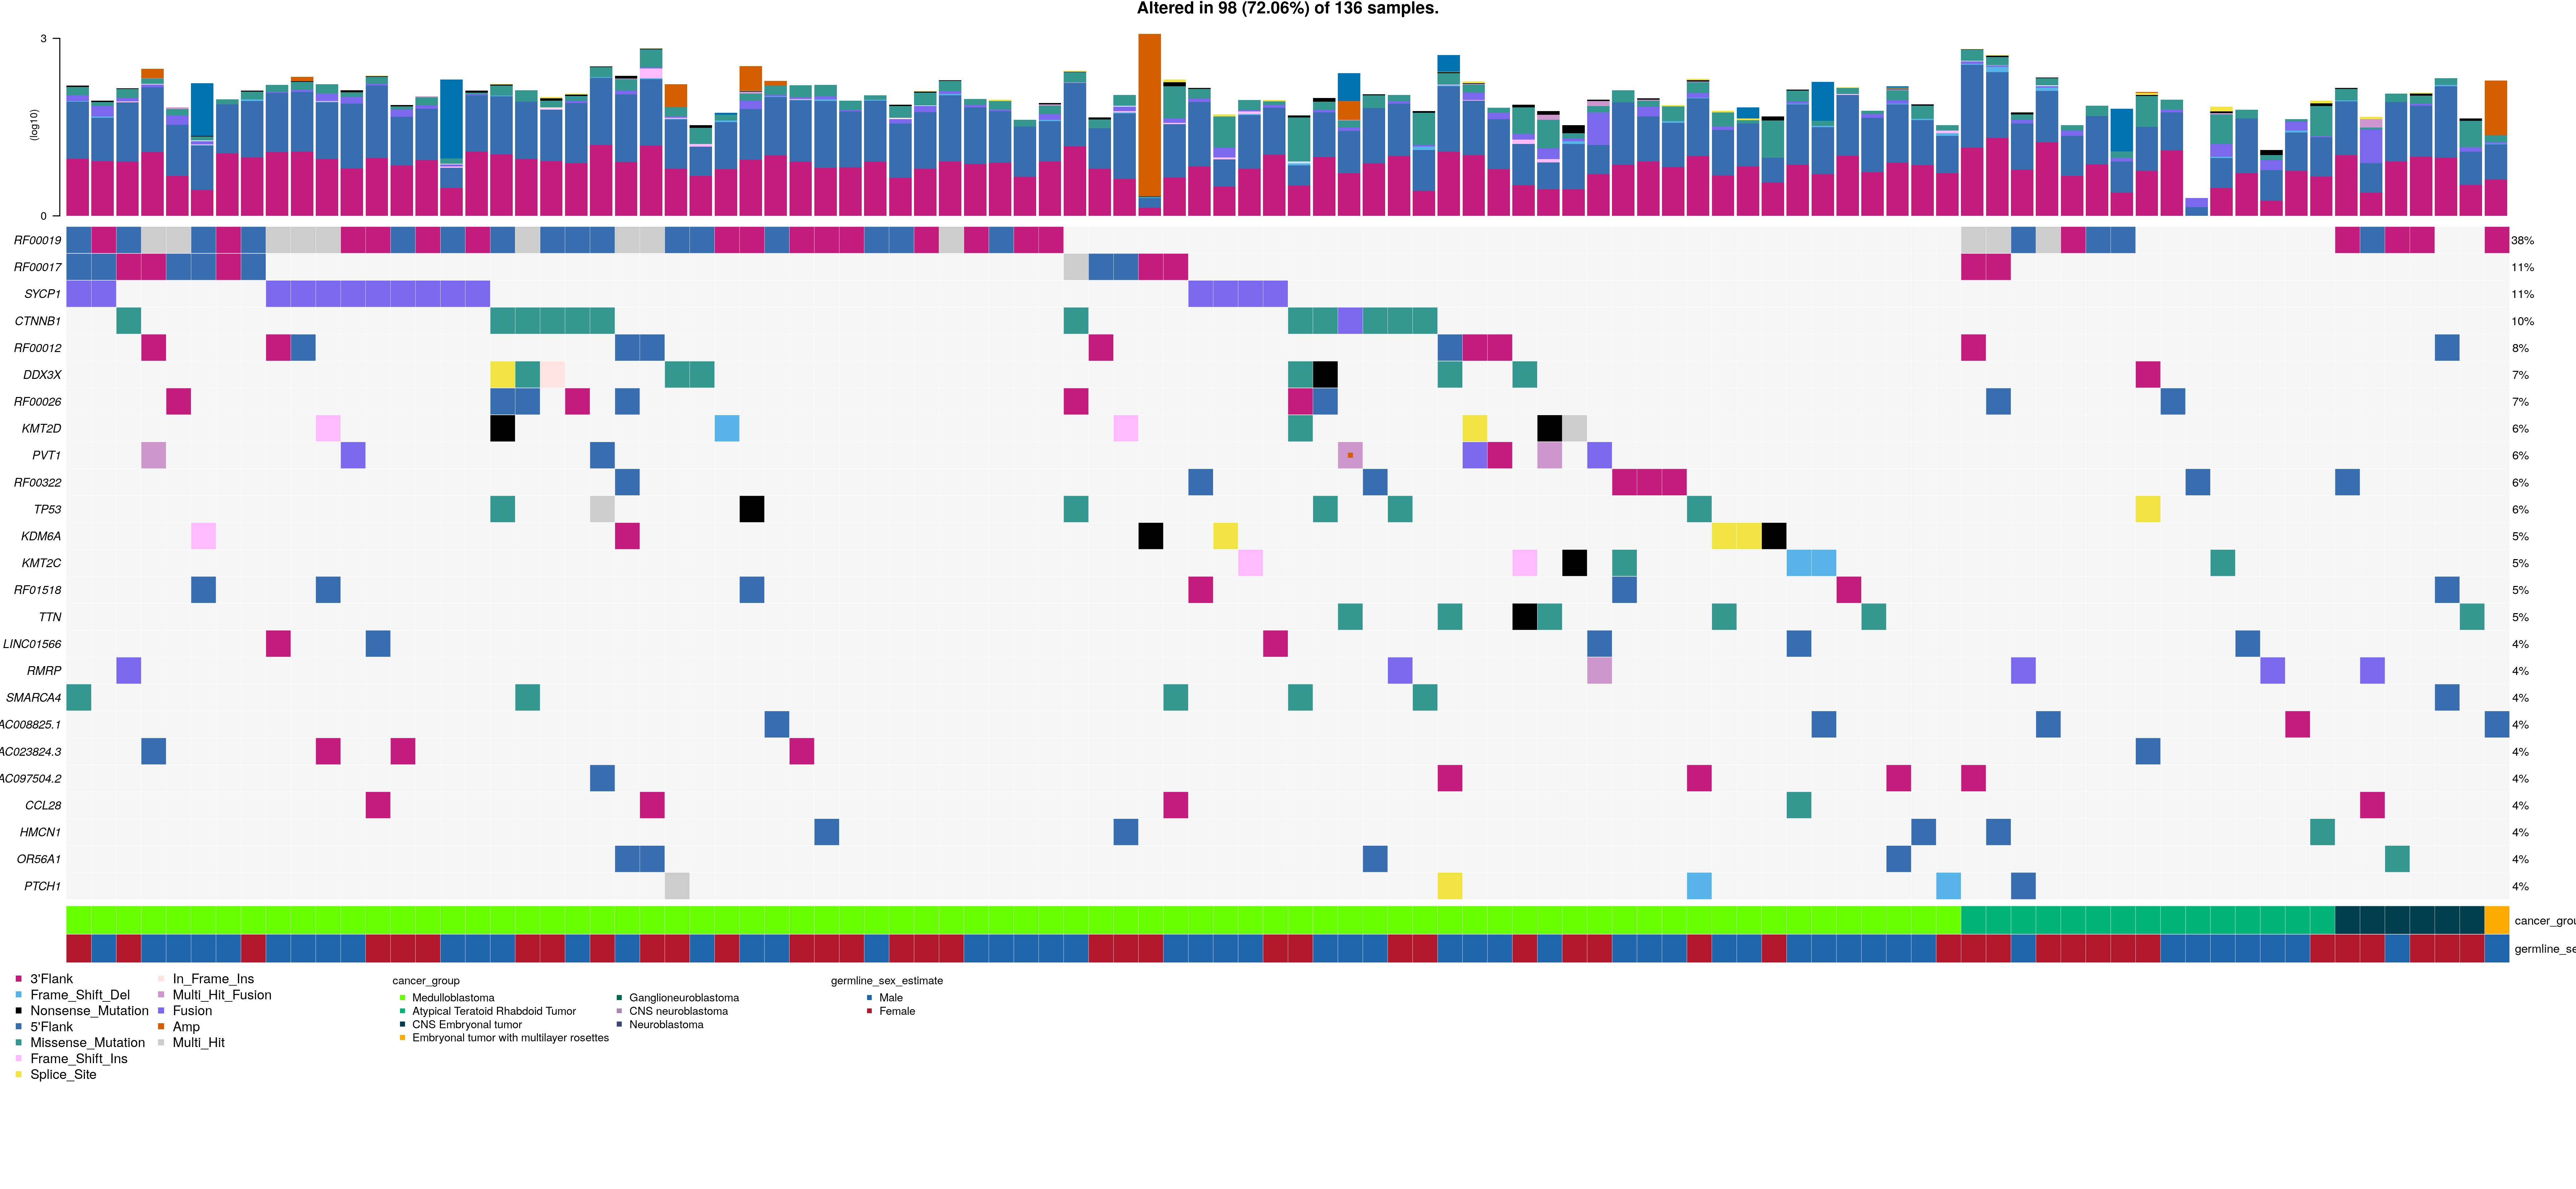 Altered in 98 (72.06%) of 136 samples.
3
(log10)
0
RF00019 38%
RF00017 11%
SYCP1 11%
CTNNB1 10%
RF00012 8%
DDX3X 7%
RF00026 7%
KMT2D 6%
PVT1 6%
RF00322 6%
TP53 6%
KDM6A 5%
KMT2C 5%
RF01518 5%
TTN 5%
LINC01566 4%
RMRP 4%
SMARCA4 4%
AC008825.1 4%
AC023824.3 4%
AC097504.2 4%
CCL28 4%
HMCN1 4%
OR56A1 4%
PTCH1 4%
cancer_grou
germline_se
3'Flank
Frame_Shift_Del
Nonsense_Mutation
5'Flank
Missense_Mutation
Frame_Shift_Ins
Splice_Site
In_Frame_Ins
Multi_Hit_Fusion
Fusion
Amp
Multi_Hit
cancer_group
Medulloblastoma
Atypical Teratoid Rhabdoid Tumor
CNS Embryonal tumor
Embryonal tumor with multilayer rosettes
Ganglioneuroblastoma
CNS neuroblastoma
Neuroblastoma
germline_sex_estimate
Male
Female